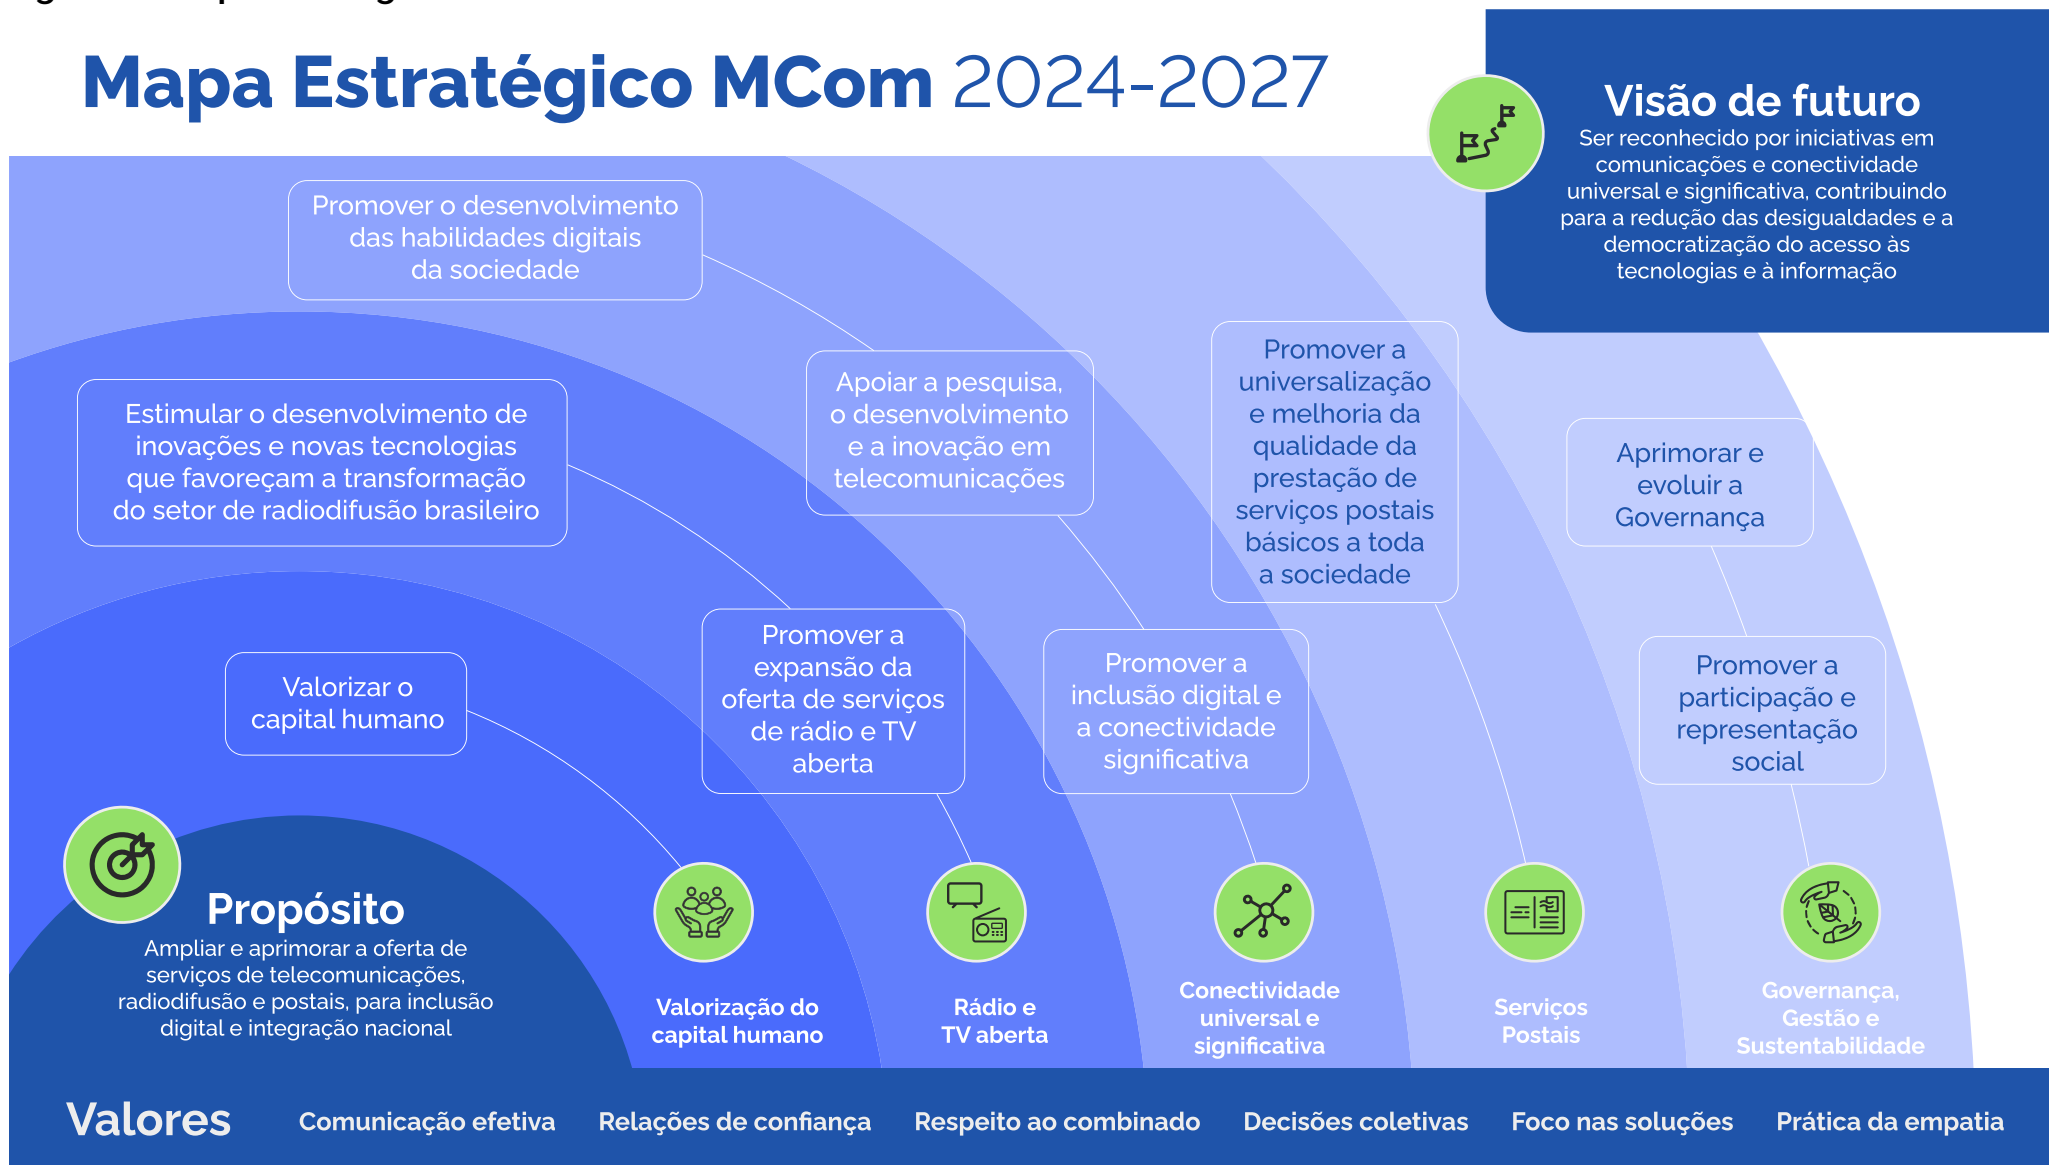 Mapa Estratégico MCom 2024-2027
Visão de futuro
Ser reconhecido por iniciativas em
comunicações e conectividade
universal e significativa, contribuindo
para a redução das desigualdades e a
democratização do acesso às
tecnologias e à informação
Promover o desenvolvimento
das habilidades digitais
da sociedade
Apoiar a pesquisa,
o desenvolvimento
e a inovação em
telecomunicações
Promover a
universalização
e melhoria da
qualidade da
prestação de
serviços postais
básicos a toda
a sociedade
Aprimorar e
evoluir a
Governança
Estimular o desenvolvimento de
inovações e novas tecnologias
que favoreçam a transformação
do setor de radiodifusão brasileiro
Promover a
expansão da
oferta de serviços
de rádio e TV
aberta
Promover a
inclusão digital e
a conectividade
significativa
Promover a
participação e
representação
social
Valorizar o
capital humano
Propósito
Ampliar e aprimorar a oferta de
serviços de telecomunicações,
radiodifusão e postais, para inclusão
digital e integração nacional
Valorização do
capital humano
Rádio e
TV aberta
Conectividade
universal e
significativa
Serviços
Postais
Governança,
Gestão e
Sustentabilidade
Valores
Comunicação efetiva
Relações de confiança
Respeito ao combinado
Decisões coletivas
Foco nas soluções
Prática da empatia